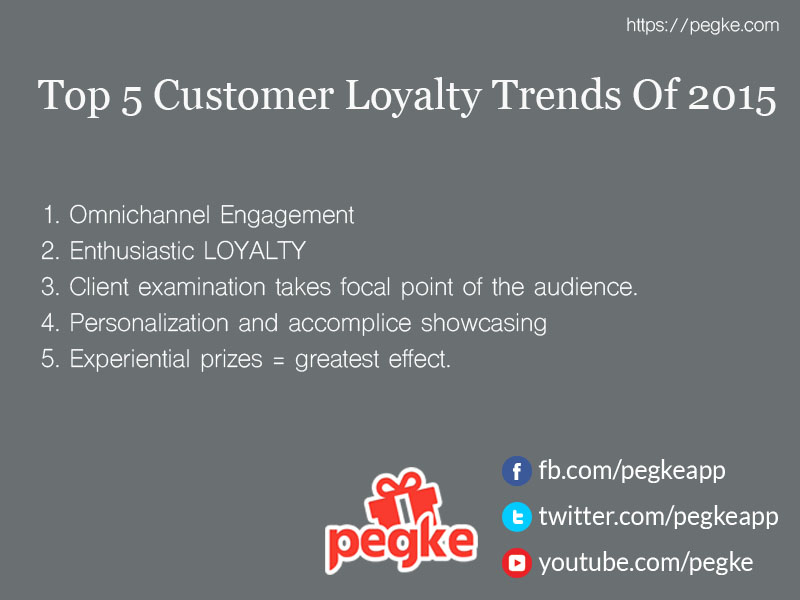 https://pegke.com
Top 5 Customer Loyalty Trends Of 2015
1. Omnichannel Engagement
2. Enthusiastic LOYALTY
3. Client examination takes focal point of the audience.
4. Personalization and accomplice showcasing
5. Experiential prizes = greatest effect.
fb.com/pegkeapp
twitter.com/pegkeapp
youtube.com/pegke
pegke